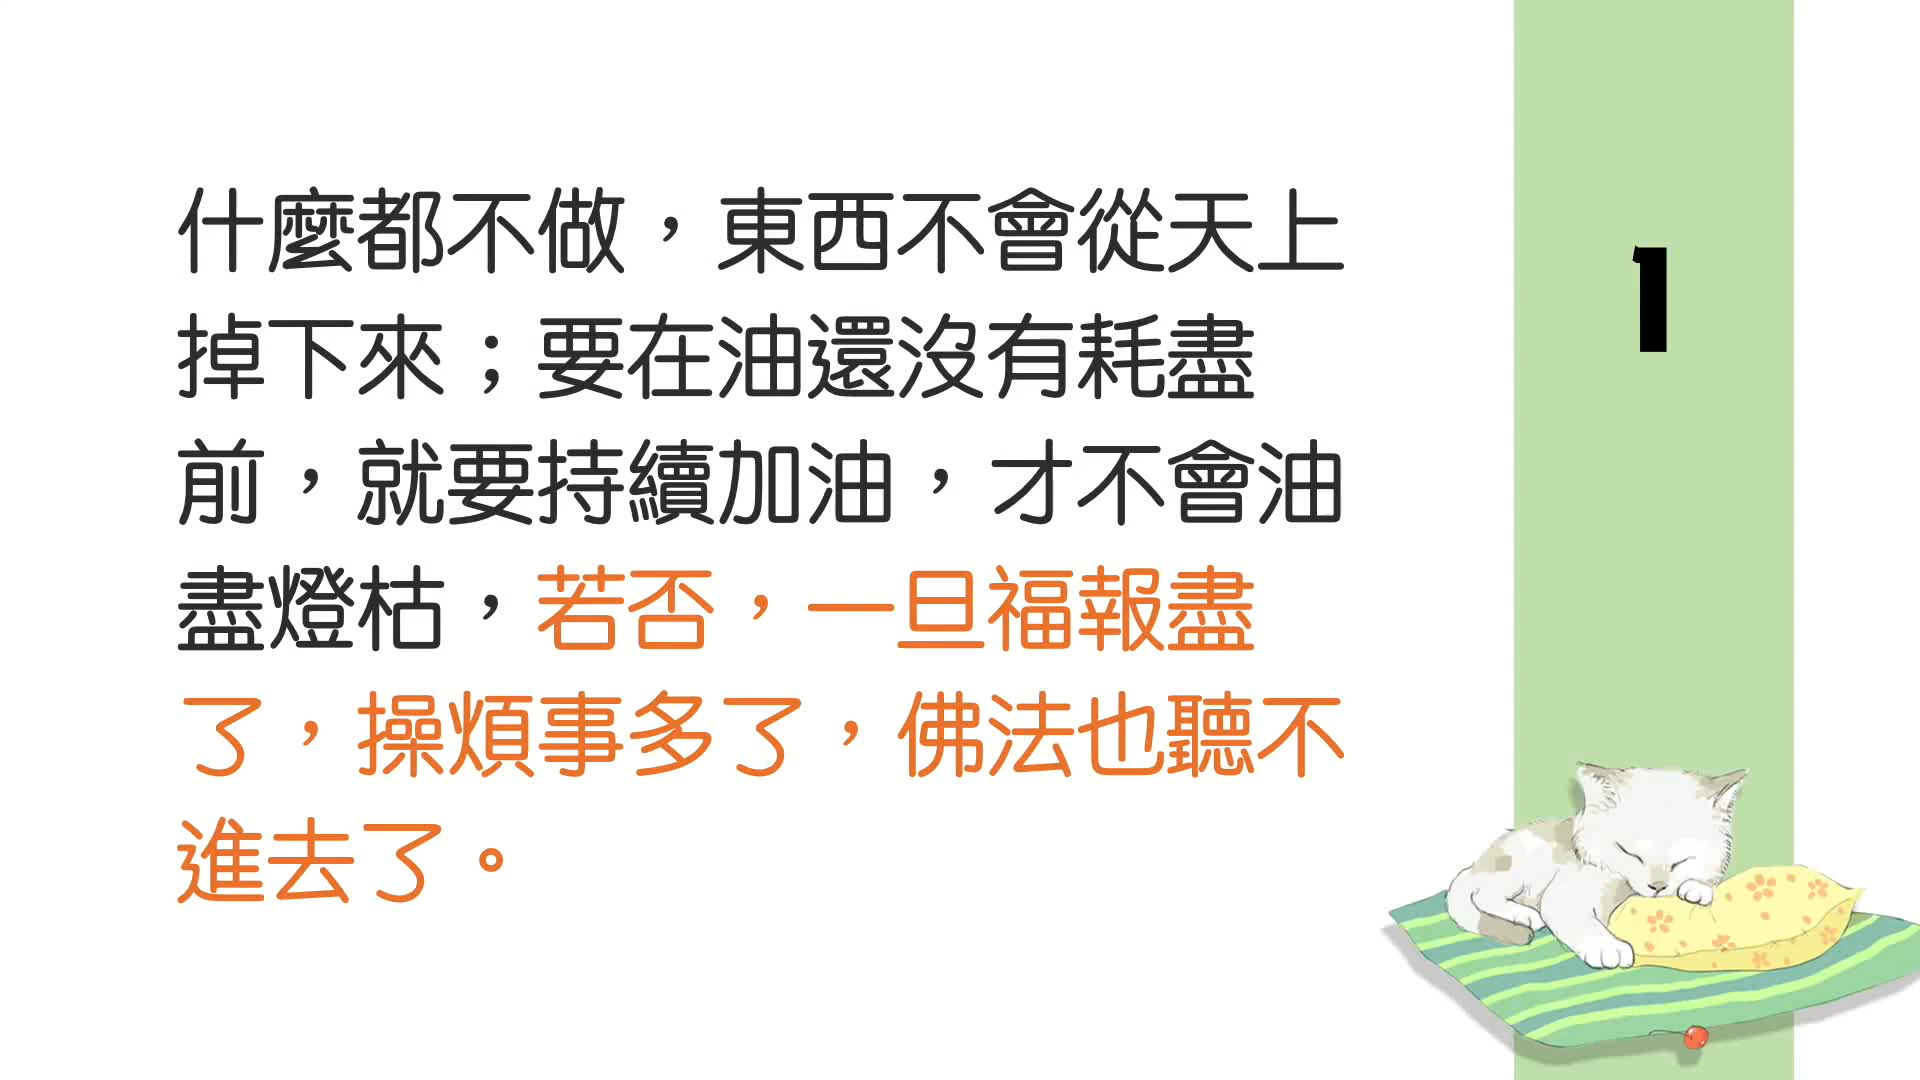 什麼都不做，東西不會從天上
掉下來；要在油還沒有耗盡
前，就要持續加油，才不會油
盡燈枯，若否，一旦福報盡
了，操煩事多了，佛法也聽不
進去了。
1